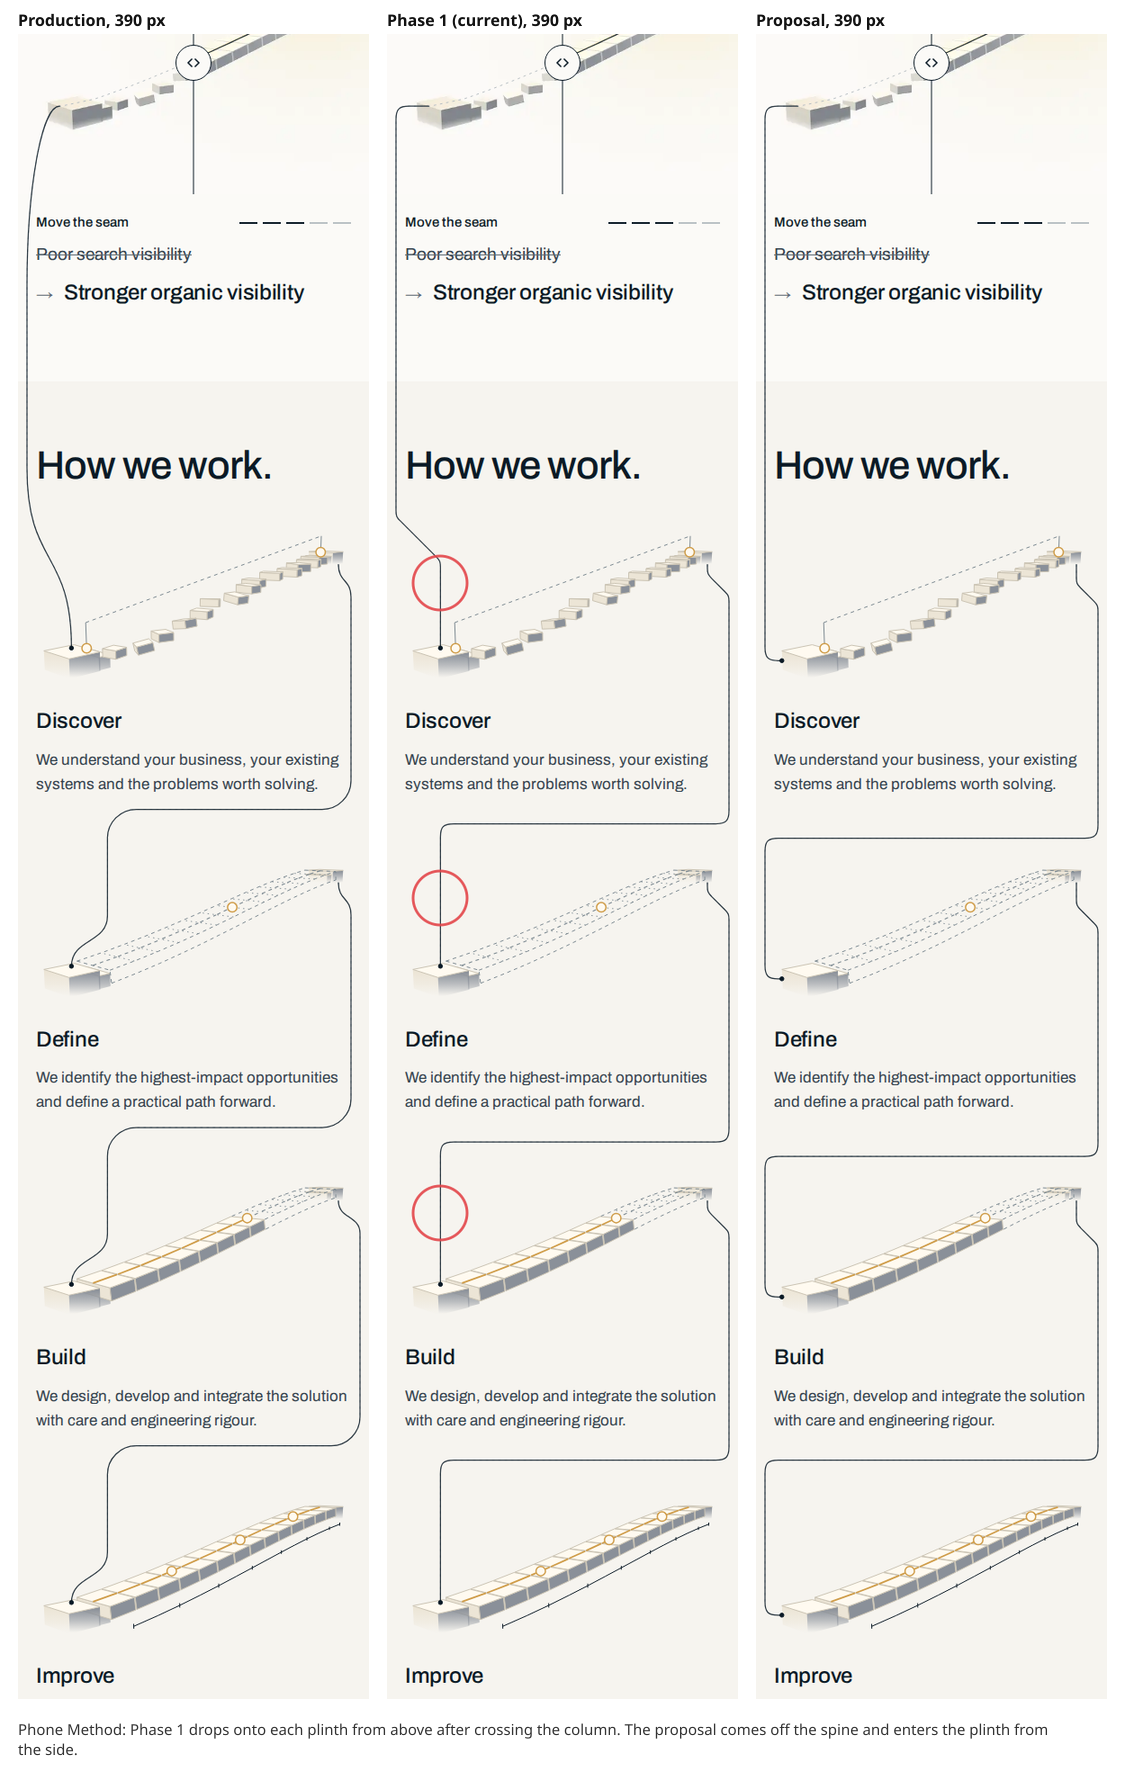 Production, 390 px
Move the seam
Poor search visibility
→ Stronger organic visibility
How we work.
Discover
We understand your business, your existing
systems and the problems worth solving.
Define
We identify the highest-impact opportunities
and define a practical path forward.
Build
We design, develop and integrate the solution
with care and engineering rigour.
Improve
Phase 1 (current), 390 px
Move the seam
Poor search visibility
→ Stronger organic visibility
How we work.
Discover
We understand your business, your existing
systems and the problems worth solving.
Define
We identify the highest-impact opportunities
and define a practical path forward.
Build
We design, develop and integrate the solution
with care and engineering rigour.
Improve
Proposal, 390 px
Move the seam
Poor search visibility
→ Stronger organic visibility
How we work.
Discover
We understand your business, your existing
systems and the problems worth solving.
Define
We identify the highest-impact opportunities
and define a practical path forward.
Build
We design, develop and integrate the solution
with care and engineering rigour.
Improve
Phone Method: Phase 1 drops onto each plinth from above after crossing the column. The proposal comes off the spine and enters the plinth from
the side.